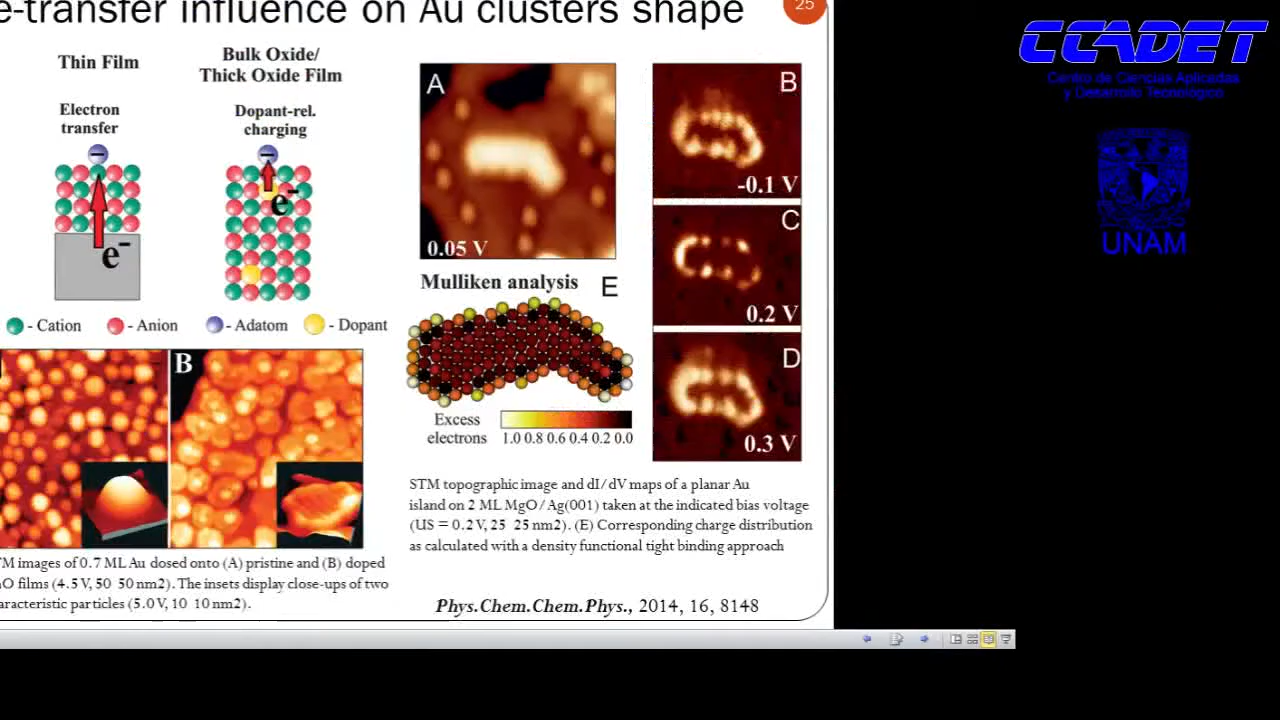 e-transfer influence on Au clusters shape
25
Thin Film
Bulk Oxide/
Thick Oxide Film
Electron
transfer
Dopant-rel.
charging
e⁻
e⁻
- Cation
- Anion
- Adatom
- Dopant
B
TM images of 0.7 ML Au dosed onto (A) pristine and (B) doped
O films (4.5 V, 50 50 nm2). The insets display close-ups of two
aracteristic particles (5.0 V, 10 10 nm2).
A
0.05 V
B
-0.1 V
C
0.2 V
D
0.3 V
Mulliken analysis
E
Excess
electrons
1.0 0.8 0.6 0.4 0.2 0.0
STM topographic image and dI/dV maps of a planar Au
island on 2 ML MgO/Ag(001) taken at the indicated bias voltage
(US = 0.2 V, 25 25 nm2). (E) Corresponding charge distribution
as calculated with a density functional tight binding approach
Phys.Chem.Chem.Phys., 2014, 16, 8148
CCADET
Centro de Ciencias Aplicadas
y Desarrollo Tecnológico
UNAM